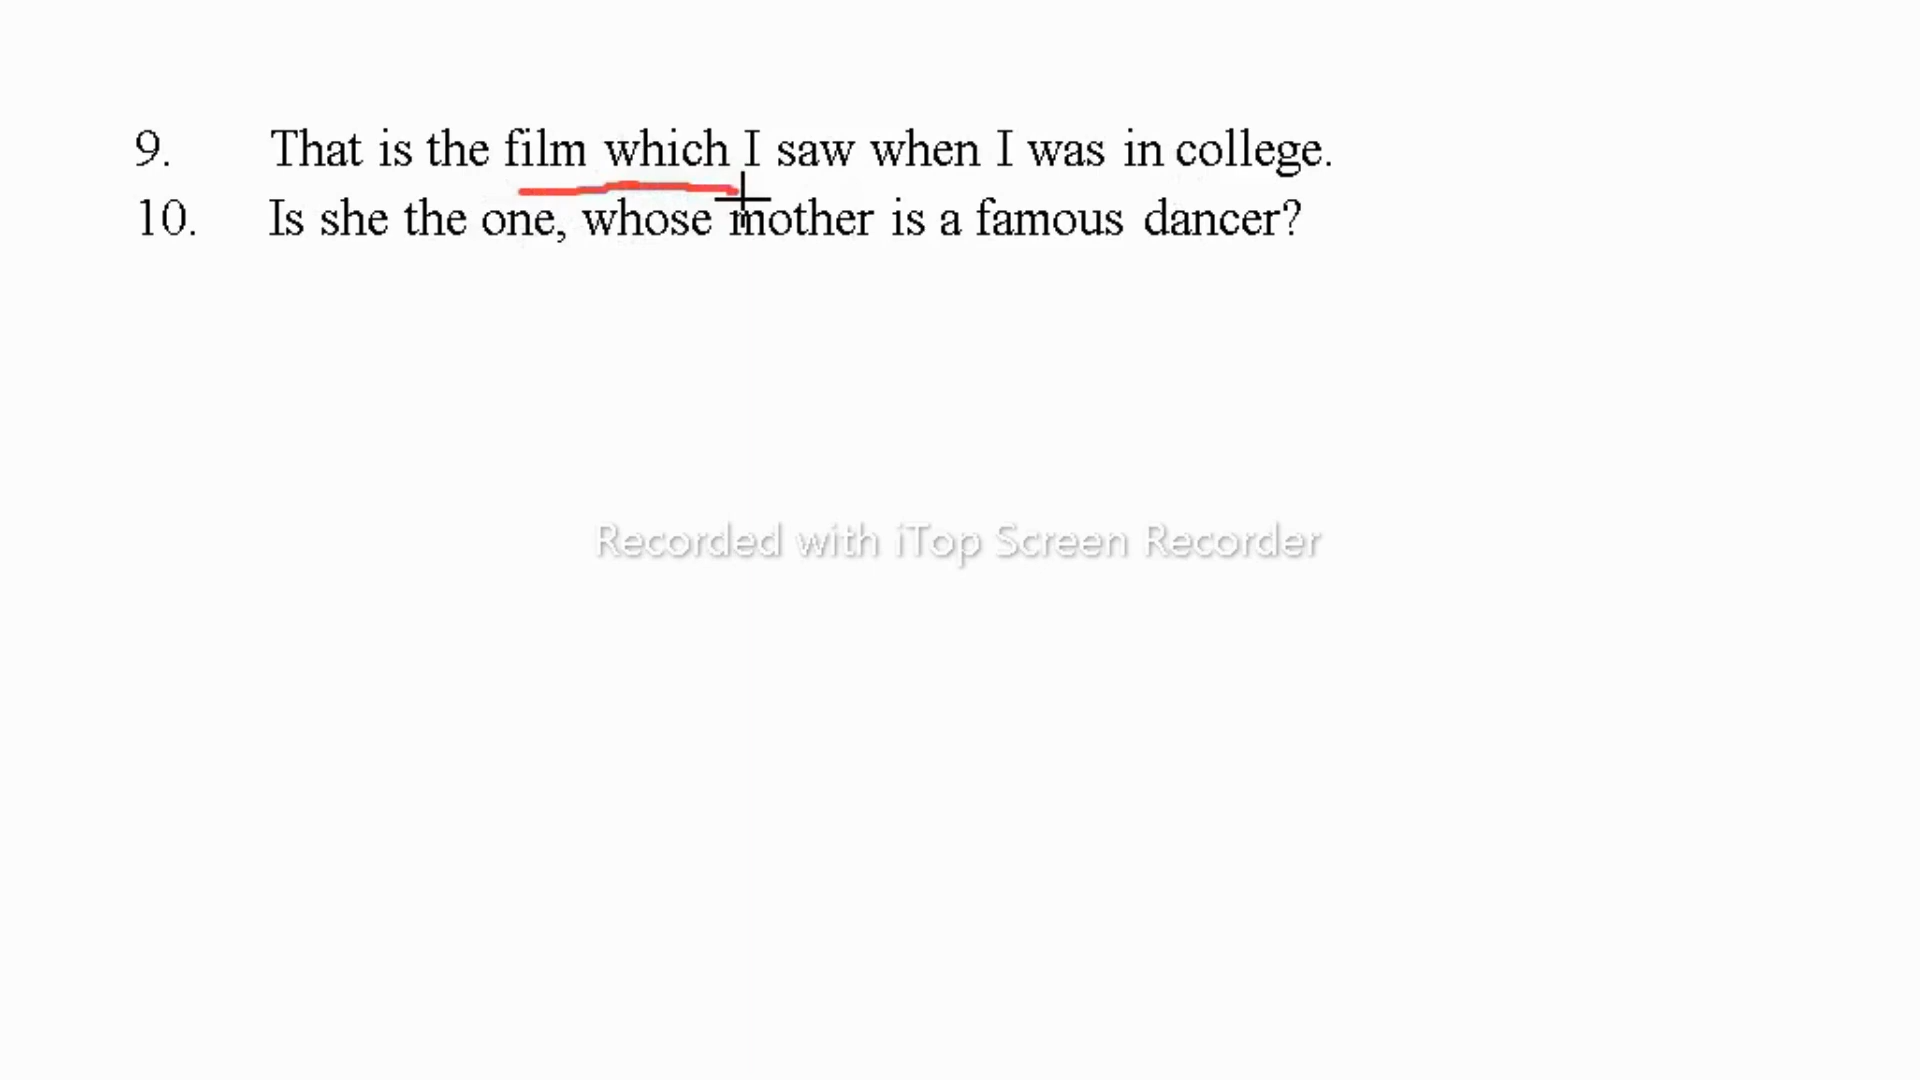 9. That is the film which I saw when I was in college.
10. Is she the one, whose mother is a famous dancer?
Recorded with iTop Screen Recorder